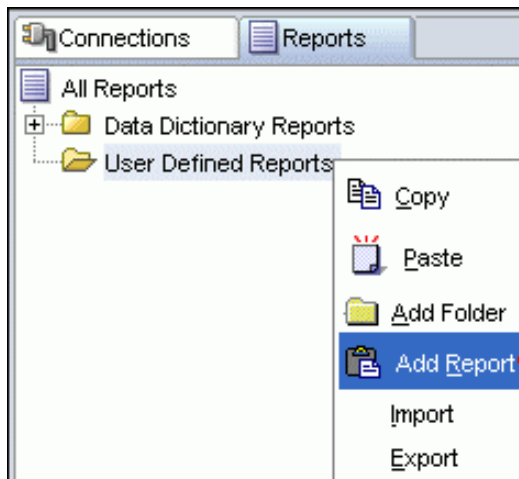 Connections
Reports
All Reports
Data Dictionary Reports
User Defined Reports
Copy
Paste
Add Folder
Add Report
Import
Export